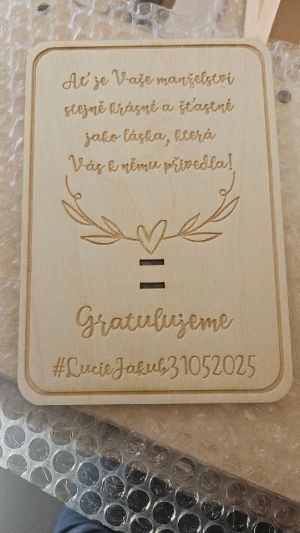 Ať je Vaše manželství
stejně krásné a šťastné
jako láska, která
Vás k němu přivedla!
Gratulujeme
#LucieJakub31052025